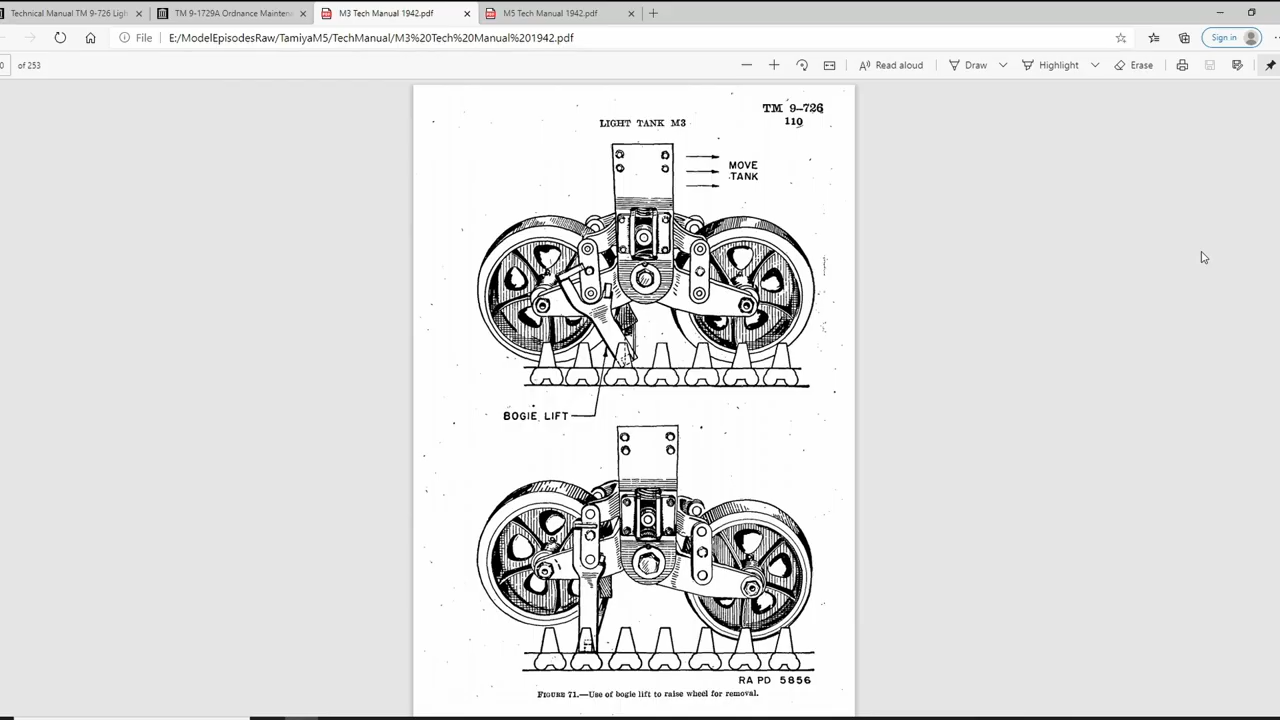 Technical Manual TM 9-726 Ligh
TM 9-1729A Ordnance Maintena
M3 Tech Manual 1942.pdf
M5 Tech Manual 1942.pdf
File
E:/ModelEpisodesRaw/TamiyaM5/TechManual/M3%20Tech%20Manual%201942.pdf
Sign in
of 253
Read aloud
Draw
Highlight
Erase
TM 9–726
LIGHT TANK M3
110
MOVE
TANK
BOGIE LIFT
RA PD 5856
FIGURE 71.—Use of bogie lift to raise wheel for removal.